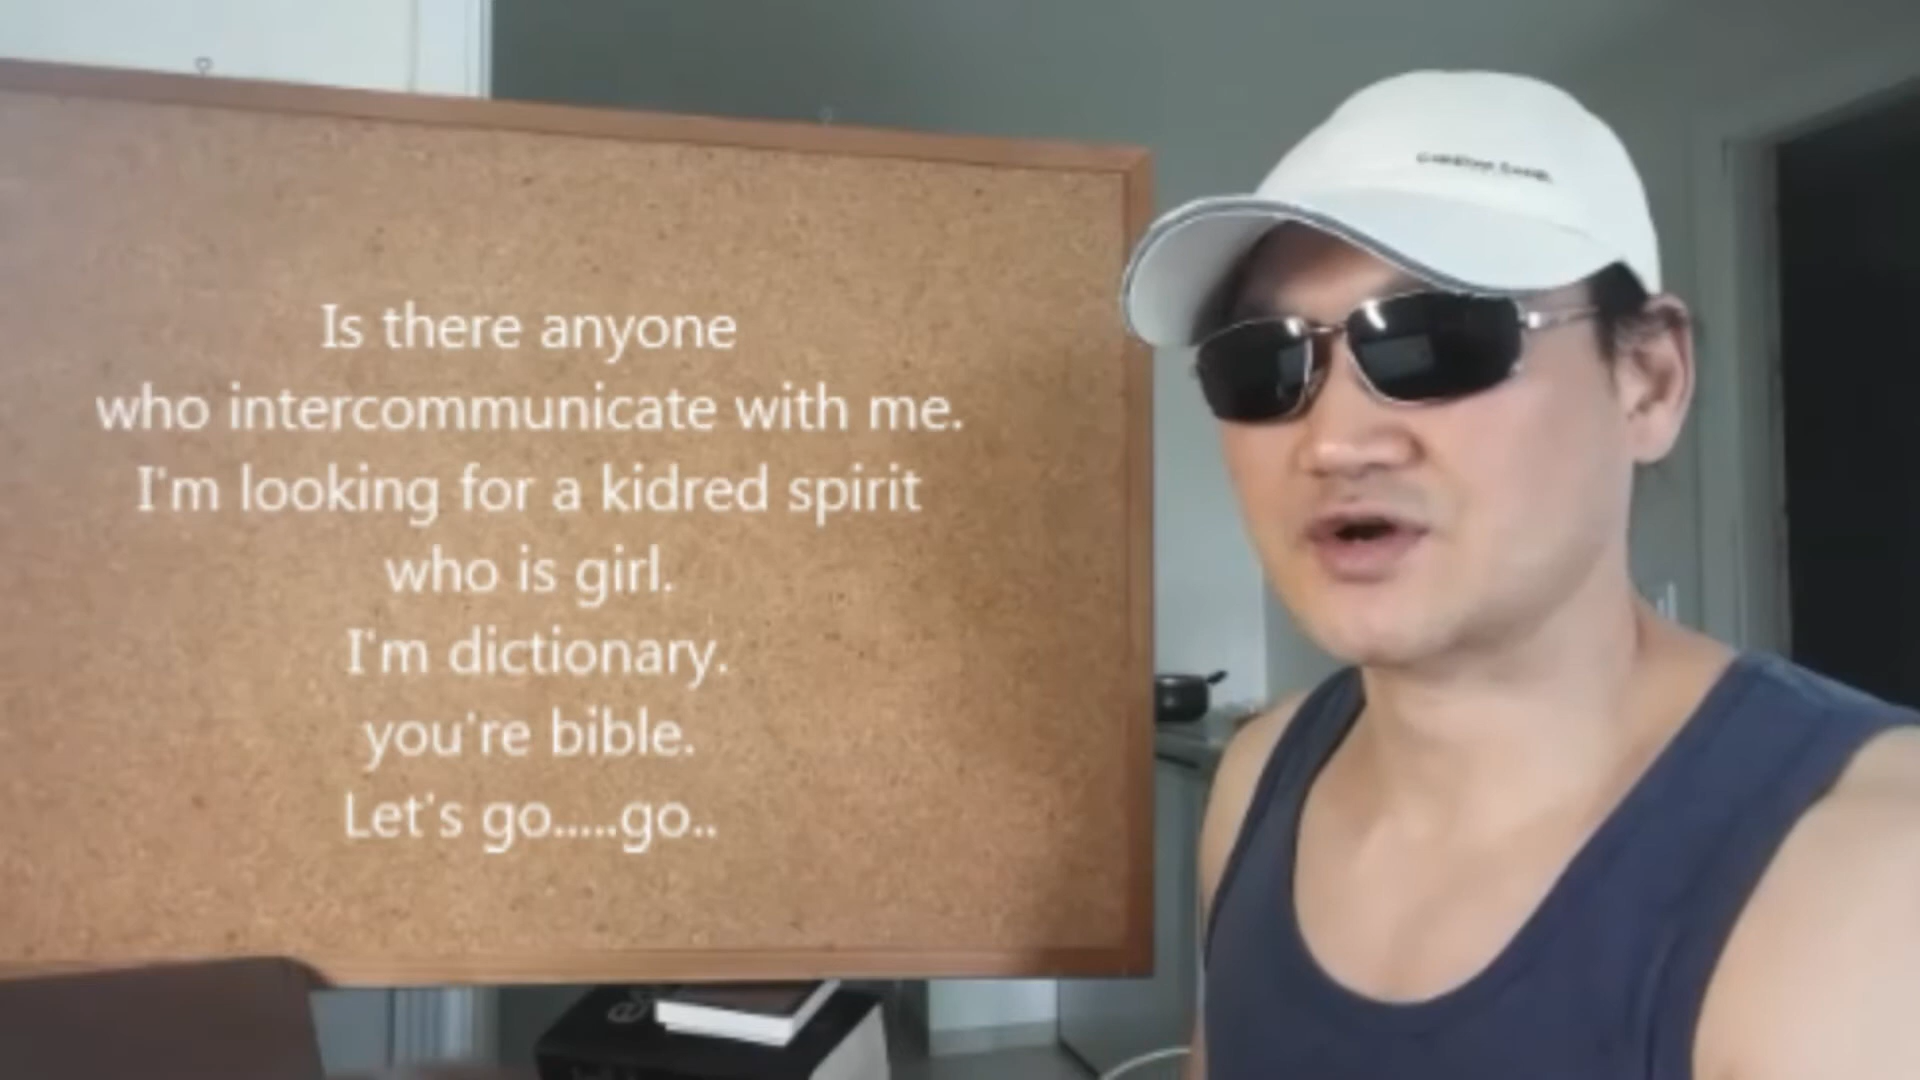 Is there anyone
who intercommunicate with me.
I'm looking for a kidred spirit
who is girl.
I'm dictionary.
you're bible.
Let's go.....go..